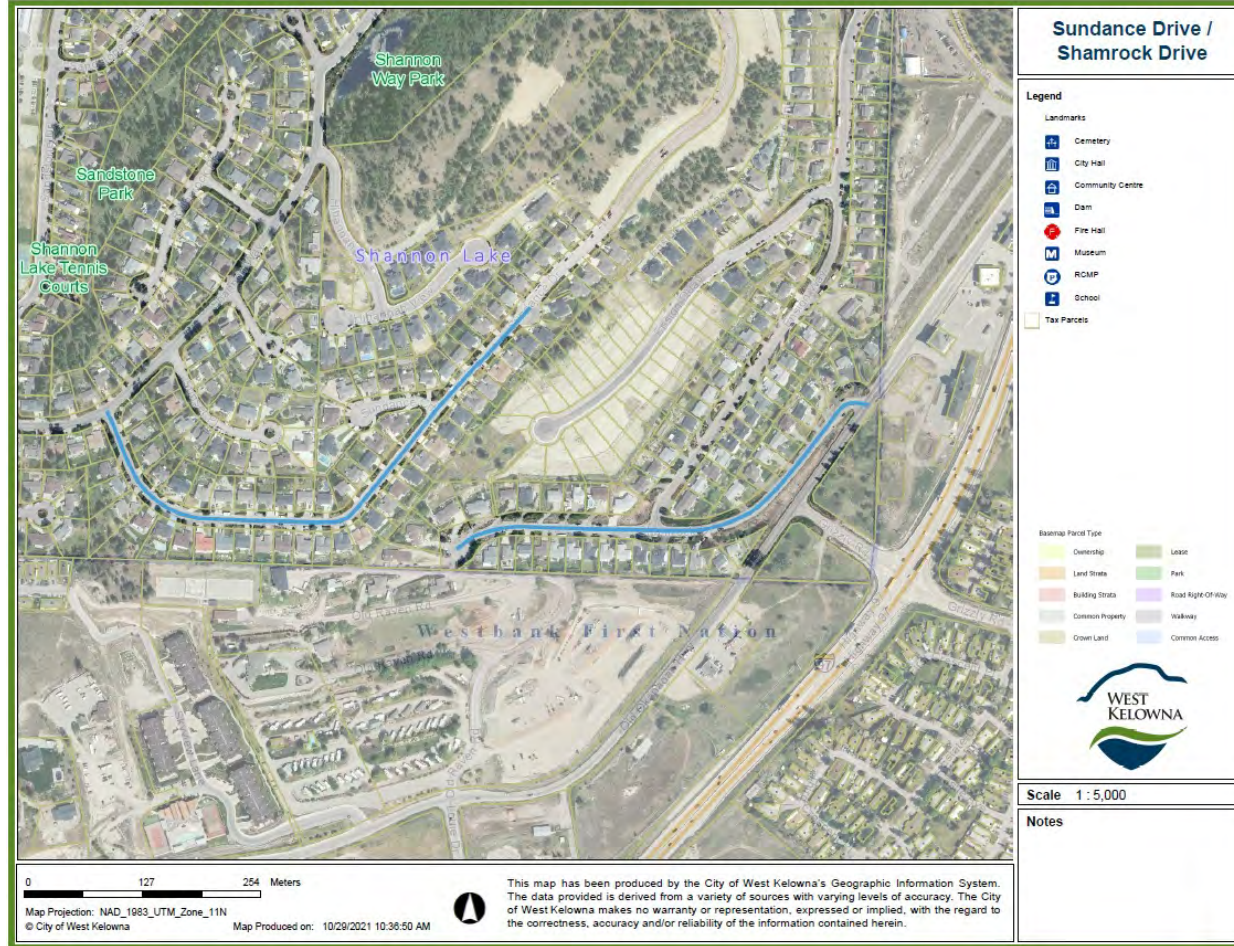 Sundance Drive /
Shamrock Drive
Shannon
Way Park
Sandstone
Park
Shannon
Lake Tennis
Courts
Shannon Lake
Old Raven Rd
Westbank First Nation
Grizzly Rd
97
Legend
Landmarks
Cemetery
City Hall
Community Centre
Dam
Fire Hall
Museum
RCMP
School
Tax Parcels
Basemap Parcel Type
Ownership
Land Strata
Building Strata
Common Property
Crown Land
Lease
Park
Road Right-Of-Way
Walkway
Common Access
WEST
KELOWNA
Scale 1 : 5,000
Notes
0 127 254 Meters
Map Projection: NAD_1983_UTM_Zone_11N
© City of West Kelowna
Map Produced on: 10/29/2021 10:36:50 AM
This map has been produced by the City of West Kelowna's Geographic Information System.
The data provided is derived from a variety of sources with varying levels of accuracy. The City
of West Kelowna makes no warranty or representation, expressed or implied, with the regard to
the correctness, accuracy and/or reliability of the information contained herein.